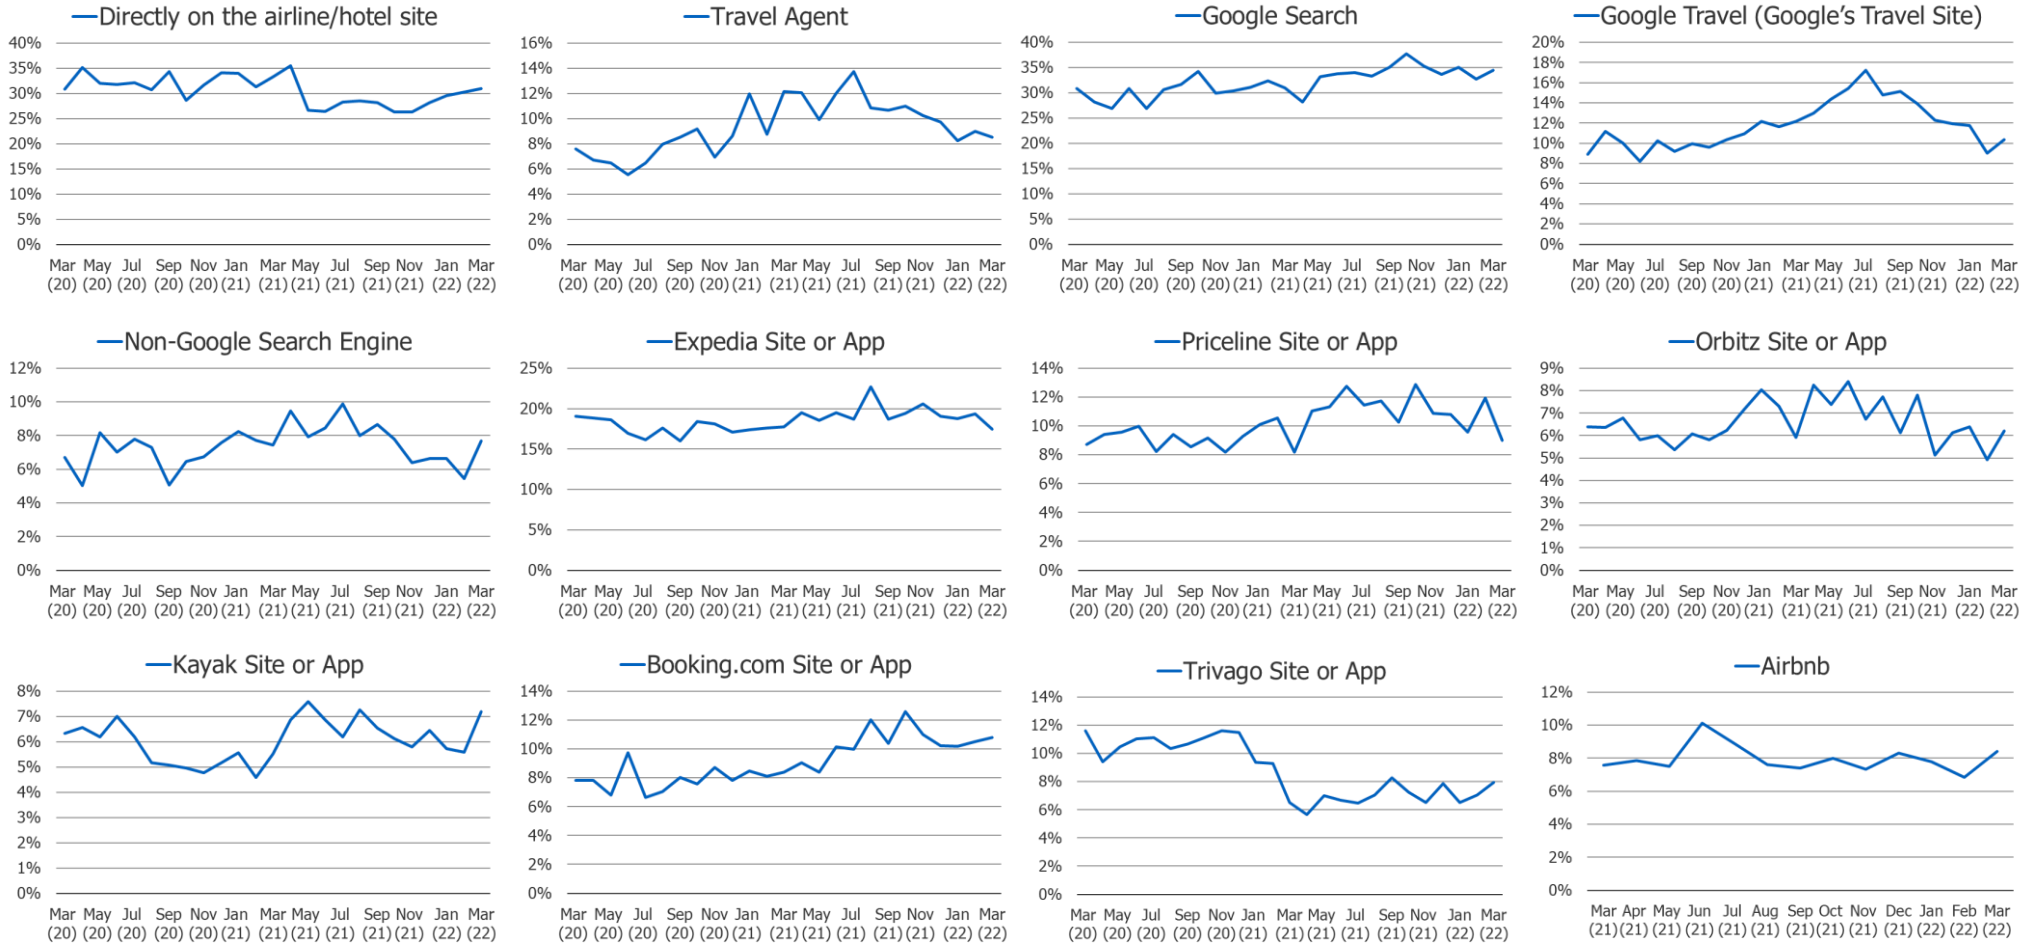 Directly on the airline/hotel site
40%
35%
30%
25%
20%
15%
10%
5%
0%
Mar May Jul Sep Nov Jan Mar May Jul Sep Nov Jan Mar
(20) (20) (20) (20) (20) (21) (21) (21) (21) (21) (21) (22) (22)
Travel Agent
16%
14%
12%
10%
8%
6%
4%
2%
0%
Mar May Jul Sep Nov Jan Mar May Jul Sep Nov Jan Mar
(20) (20) (20) (20) (20) (21) (21) (21) (21) (21) (21) (22) (22)
Google Search
40%
35%
30%
25%
20%
15%
10%
5%
0%
Mar May Jul Sep Nov Jan Mar May Jul Sep Nov Jan Mar
(20) (20) (20) (20) (20) (21) (21) (21) (21) (21) (21) (22) (22)
Google Travel (Google’s Travel Site)
20%
18%
16%
14%
12%
10%
8%
6%
4%
2%
0%
Mar May Jul Sep Nov Jan Mar May Jul Sep Nov Jan Mar
(20) (20) (20) (20) (20) (21) (21) (21) (21) (21) (21) (22) (22)
Non-Google Search Engine
12%
10%
8%
6%
4%
2%
0%
Mar May Jul Sep Nov Jan Mar May Jul Sep Nov Jan Mar
(20) (20) (20) (20) (20) (21) (21) (21) (21) (21) (21) (22) (22)
Expedia Site or App
25%
20%
15%
10%
5%
0%
Mar May Jul Sep Nov Jan Mar May Jul Sep Nov Jan Mar
(20) (20) (20) (20) (20) (21) (21) (21) (21) (21) (21) (22) (22)
Priceline Site or App
14%
12%
10%
8%
6%
4%
2%
0%
Mar May Jul Sep Nov Jan Mar May Jul Sep Nov Jan Mar
(20) (20) (20) (20) (20) (21) (21) (21) (21) (21) (21) (22) (22)
Orbitz Site or App
9%
8%
7%
6%
5%
4%
3%
2%
1%
0%
Mar May Jul Sep Nov Jan Mar May Jul Sep Nov Jan Mar
(20) (20) (20) (20) (20) (21) (21) (21) (21) (21) (21) (22) (22)
Kayak Site or App
8%
7%
6%
5%
4%
3%
2%
1%
0%
Mar May Jul Sep Nov Jan Mar May Jul Sep Nov Jan Mar
(20) (20) (20) (20) (20) (21) (21) (21) (21) (21) (21) (22) (22)
Booking.com Site or App
14%
12%
10%
8%
6%
4%
2%
0%
Mar May Jul Sep Nov Jan Mar May Jul Sep Nov Jan Mar
(20) (20) (20) (20) (20) (21) (21) (21) (21) (21) (21) (22) (22)
Trivago Site or App
14%
12%
10%
8%
6%
4%
2%
0%
Mar May Jul Sep Nov Jan Mar May Jul Sep Nov Jan Mar
(20) (20) (20) (20) (20) (21) (21) (21) (21) (21) (21) (22) (22)
Airbnb
12%
10%
8%
6%
4%
2%
0%
Mar Apr May Jun Jul Aug Sep Oct Nov Dec Jan Feb Mar
(21) (21) (21) (21) (21) (21) (21) (21) (21) (21) (22) (22) (22)